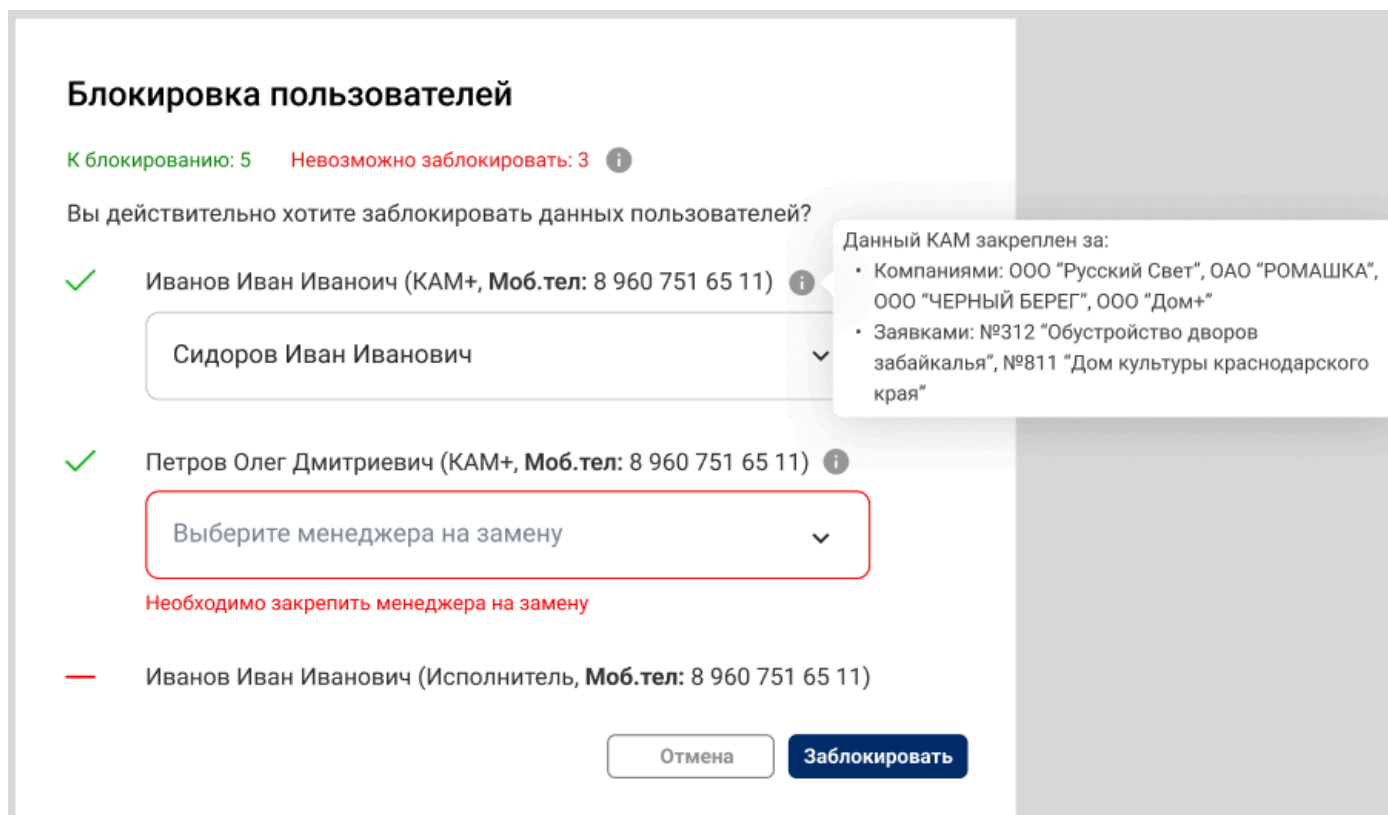 Блокировка пользователей
К блокированию: 5 Невозможно заблокировать: 3
Вы действительно хотите заблокировать данных пользователей?
Иванов Иван Иваноич (КАМ+, Моб.тел: 8 960 751 65 11)
Данный КАМ закреплен за:
· Компаниями: ООО “Русский Свет”, ОАО “РОМАШКА”,
ООО “ЧЕРНЫЙ БЕРЕГ”, ООО “Дом+”
· Заявками: №312 “Обустройство дворов
забайкалья”, №811 “Дом культуры краснодарского
края”
Сидоров Иван Иванович
Петров Олег Дмитриевич (КАМ+, Моб.тел: 8 960 751 65 11)
Выберите менеджера на замену
Необходимо закрепить менеджера на замену
Иванов Иван Иванович (Исполнитель, Моб.тел: 8 960 751 65 11)
Отмена Заблокировать